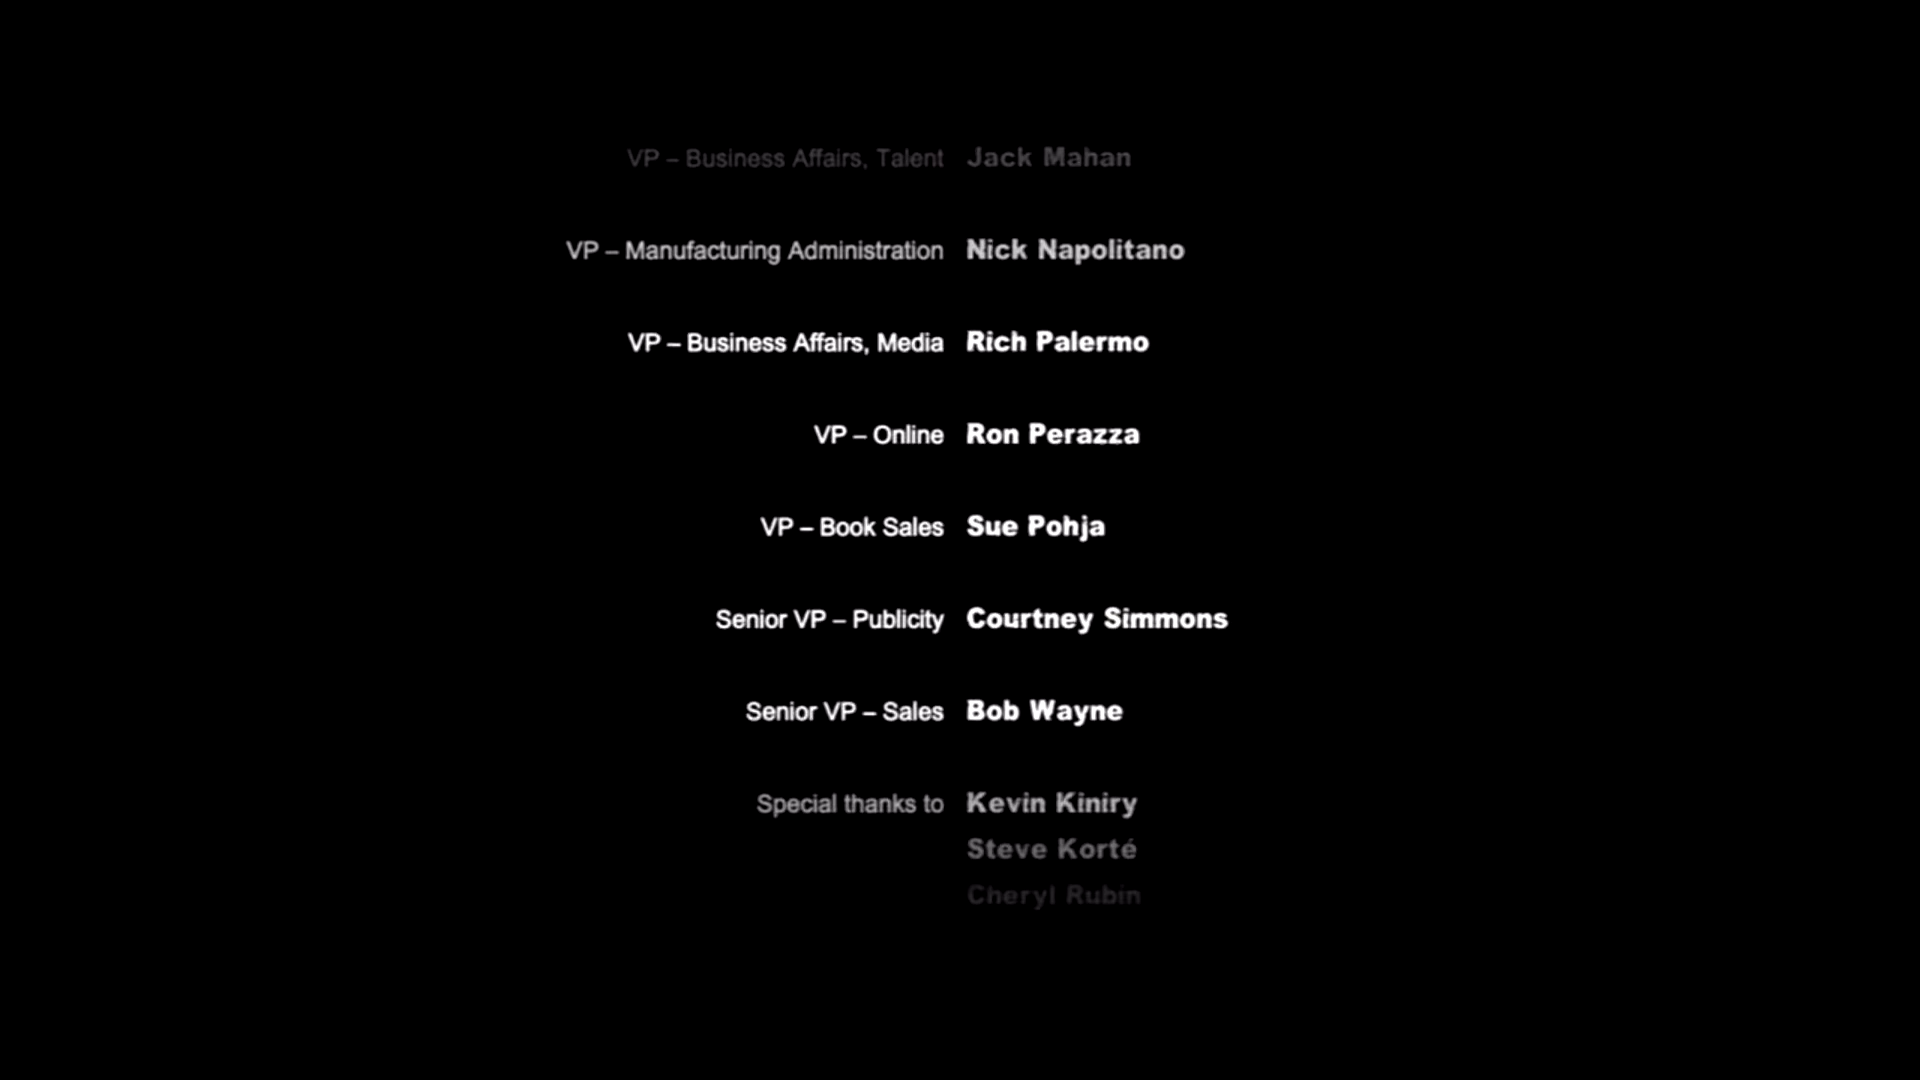 VP – Business Affairs, Talent Jack Mahan
VP – Manufacturing Administration Nick Napolitano
VP – Business Affairs, Media Rich Palermo
VP – Online Ron Perazza
VP – Book Sales Sue Pohja
Senior VP – Publicity Courtney Simmons
Senior VP – Sales Bob Wayne
Special thanks to Kevin Kiniry
Steve Korté
Cheryl Rubin